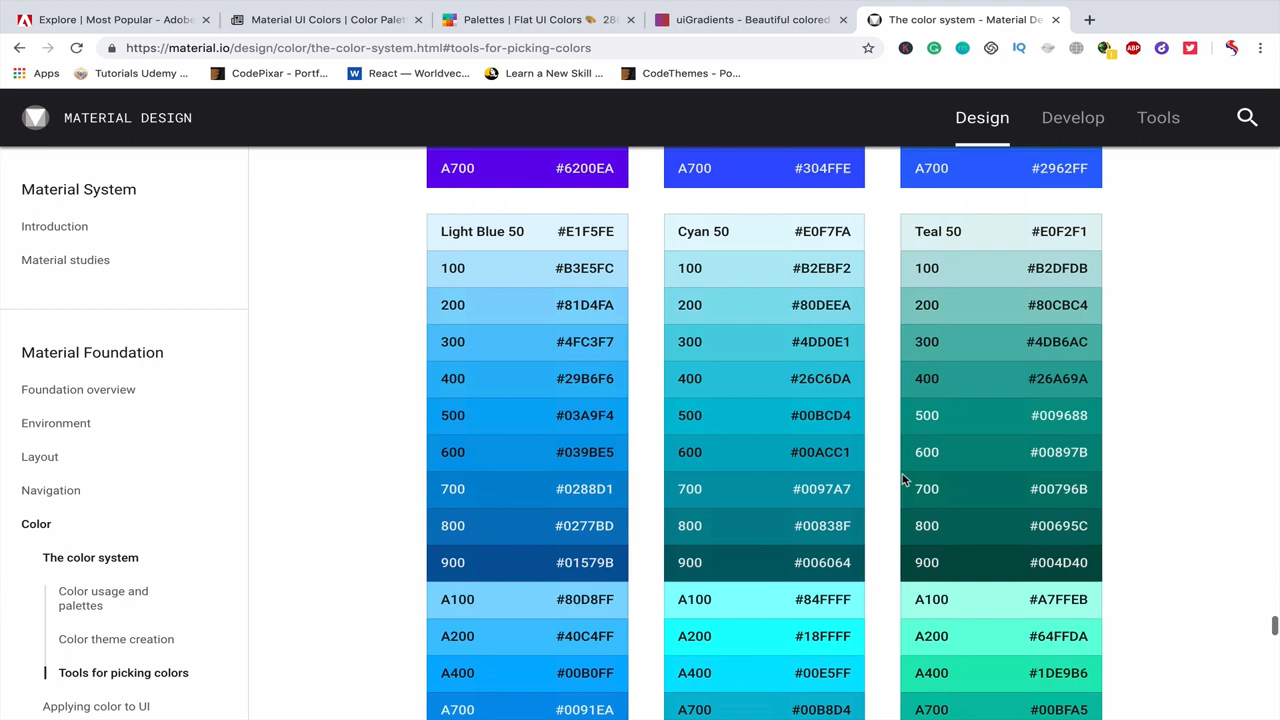 Explore | Most Popular - Adobe
Material UI Colors | Color Palet
Palettes | Flat UI Colors 🎨 280
uiGradients - Beautiful colored
The color system - Material De
https://material.io/design/color/the-color-system.html#tools-for-picking-colors
Apps
Tutorials Udemy ...
CodePixar - Portf...
React — Worldvec...
Learn a New Skill ...
CodeThemes - Po...
MATERIAL DESIGN
Design
Develop
Tools
Material System
Introduction
Material studies
Material Foundation
Foundation overview
Environment
Layout
Navigation
Color
The color system
Color usage and
palettes
Color theme creation
Tools for picking colors
Applying color to UI
A700 #6200EA
A700 #304FFE
A700 #2962FF
Light Blue 50 #E1F5FE
100 #B3E5FC
200 #81D4FA
300 #4FC3F7
400 #29B6F6
500 #03A9F4
600 #039BE5
700 #0288D1
800 #0277BD
900 #01579B
A100 #80D8FF
A200 #40C4FF
A400 #00B0FF
A700 #0091EA
Cyan 50 #E0F7FA
100 #B2EBF2
200 #80DEEA
300 #4DD0E1
400 #26C6DA
500 #00BCD4
600 #00ACC1
700 #0097A7
800 #00838F
900 #006064
A100 #84FFFF
A200 #18FFFF
A400 #00E5FF
A700 #00B8D4
Teal 50 #E0F2F1
100 #B2DFDB
200 #80CBC4
300 #4DB6AC
400 #26A69A
500 #009688
600 #00897B
700 #00796B
800 #00695C
900 #004D40
A100 #A7FFEB
A200 #64FFDA
A400 #1DE9B6
A700 #00BFA5